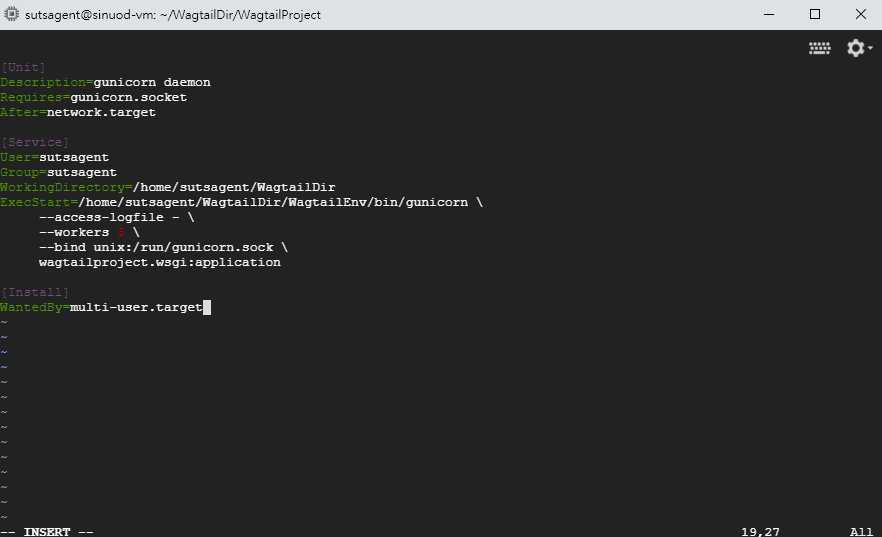 sutsagent@sinuod-vm: ~/WagtailDir/WagtailProject
[Unit]
Description=gunicorn daemon
Requires=gunicorn.socket
After=network.target
[Service]
User=sutsagent
Group=sutsagent
WorkingDirectory=/home/sutsagent/WagtailDir
ExecStart=/home/sutsagent/WagtailDir/WagtailEnv/bin/gunicorn \
     --access-logfile - \
     --workers 3 \
     --bind unix:/run/gunicorn.sock \
     wagtailproject.wsgi:application
[Install]
WantedBy=multi-user.target
~
~
~
~
~
~
~
~
~
~
~
~
~
~
-- INSERT -- 19,27 All